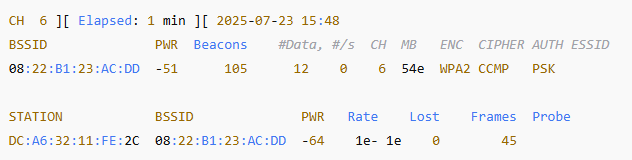 CH 6 ][ Elapsed: 1 min ][ 2025-07-23 15:48
BSSID PWR Beacons #Data, #/s CH MB ENC CIPHER AUTH ESSID
08:22:B1:23:AC:DD -51 105 12 0 6 54e WPA2 CCMP PSK
STATION BSSID PWR Rate Lost Frames Probe
DC:A6:32:11:FE:2C 08:22:B1:23:AC:DD -64 1e- 1e 0 45